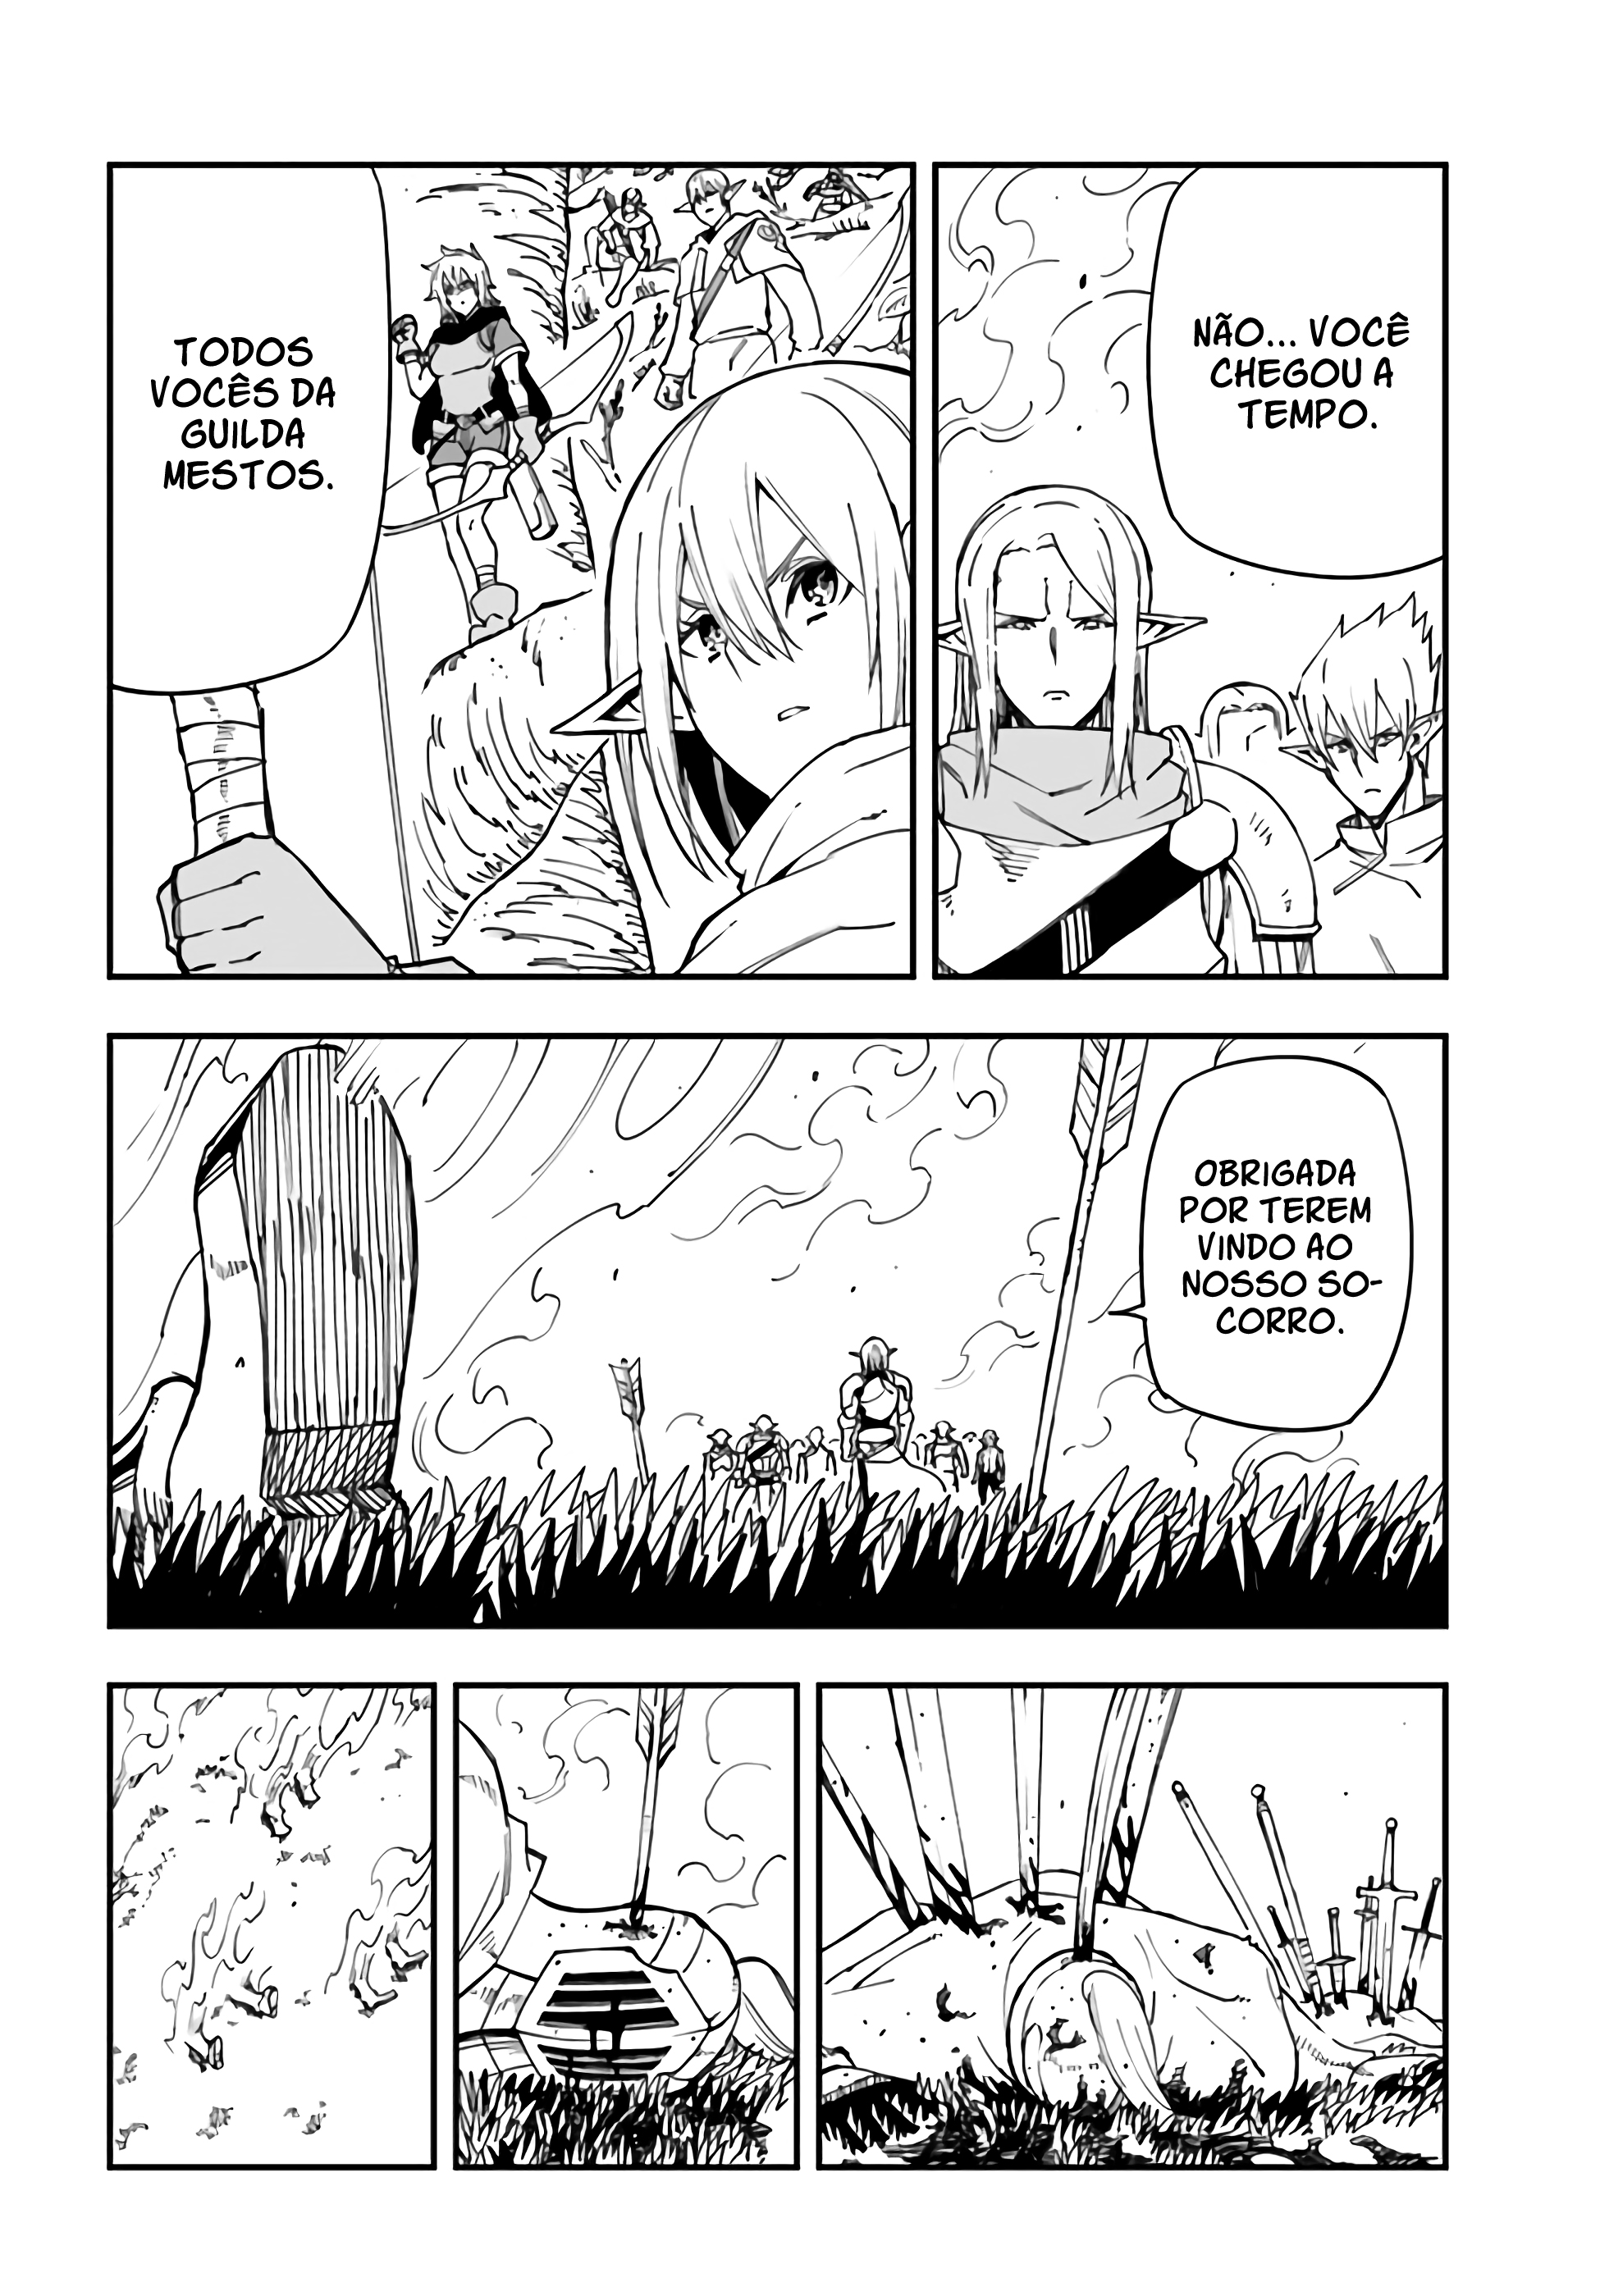 NÃO... VOCÊ
CHEGOU A
TEMPO.
TODOS
VOCÊS DA
GUILDA
MESTOS.
OBRIGADA
POR TEREM
VINDO AO
NOSSO SO-
CORRO.